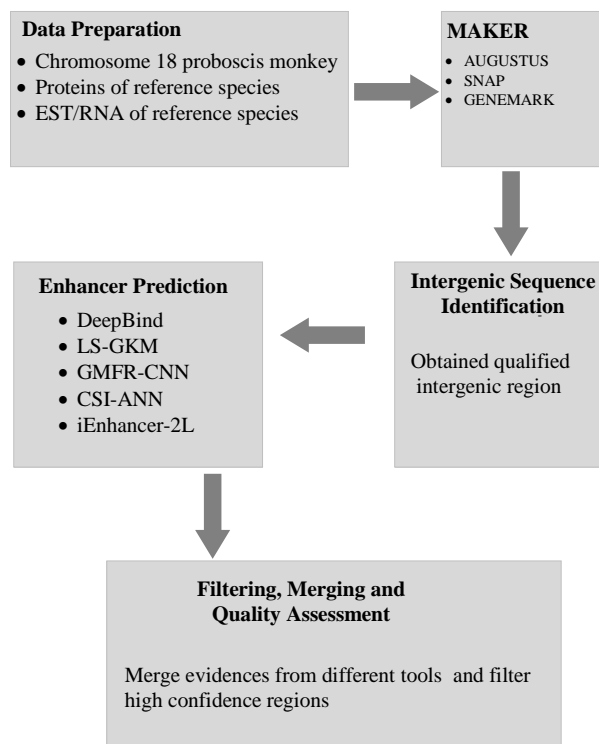 Data Preparation
• Chromosome 18 proboscis monkey
• Proteins of reference species
• EST/RNA of reference species
MAKER
• AUGUSTUS
• SNAP
• GENEMARK
Intergenic Sequence
Identification
Obtained qualified
intergenic region
Enhancer Prediction
• DeepBind
• LS-GKM
• GMFR-CNN
• CSI-ANN
• iEnhancer-2L
Filtering, Merging and
Quality Assessment
Merge evidences from different tools and filter
high confidence regions